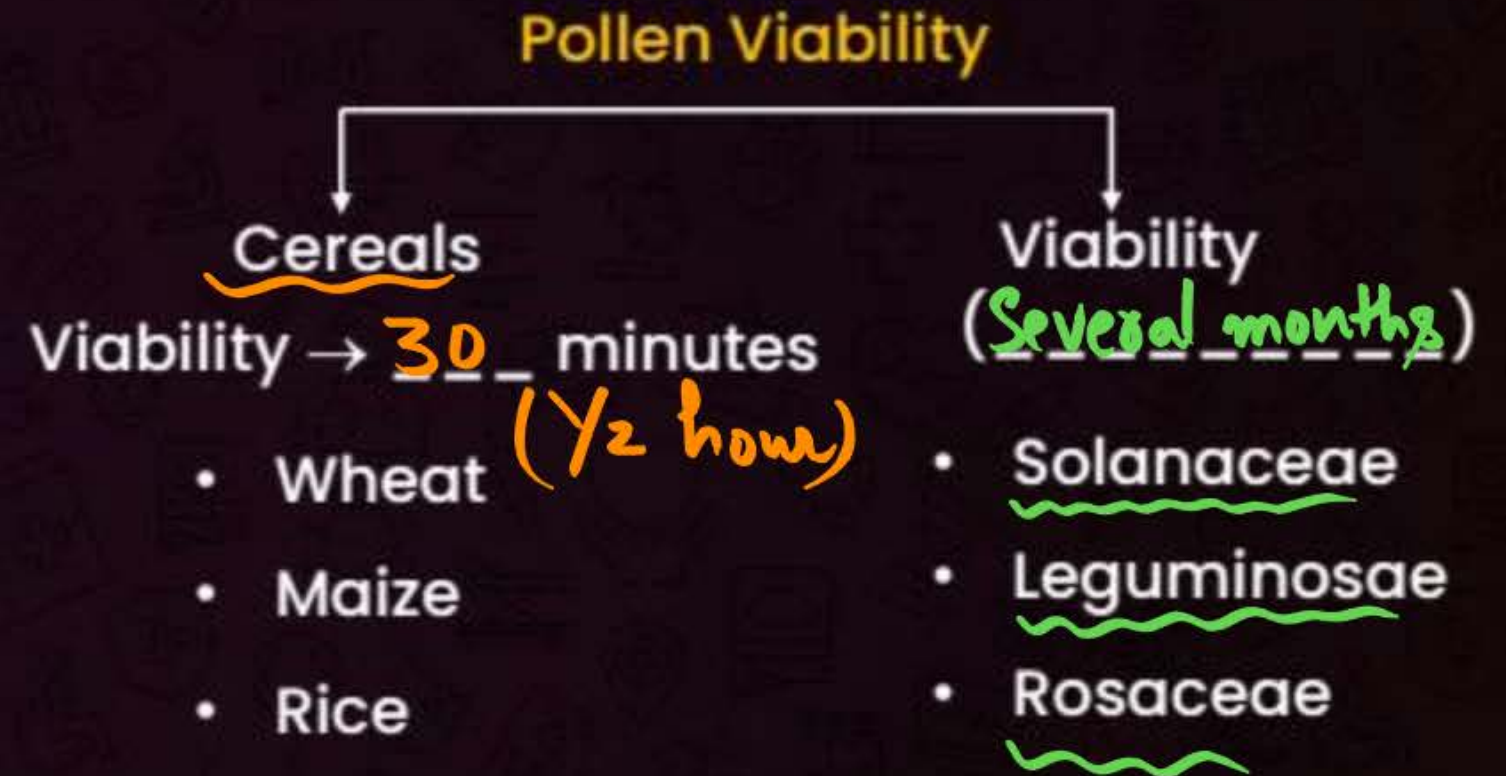 Pollen Viability
Cereals
Viability → 30 minutes
(1/2 hour)
• Wheat
• Maize
• Rice
Viability
(Several months)
• Solanaceae
• Leguminosae
• Rosaceae